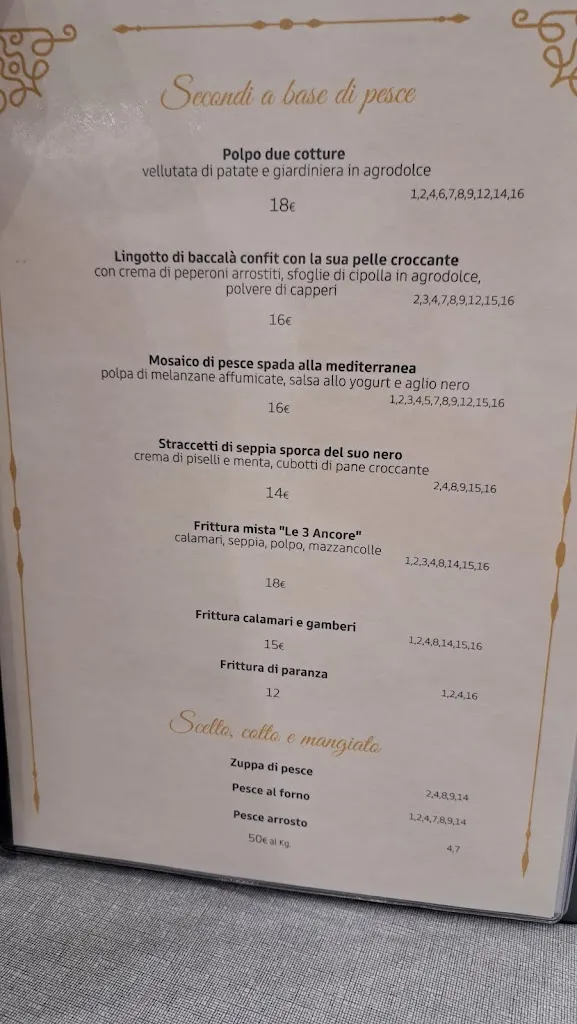 Secondi a base di pesce
Polpo due cotture
vellutata di patate e giardiniera in agrodolce
1,2,4,6,7,8,9,12,14,16
18€
Lingotto di baccalà confit con la sua pelle croccante
con crema di peperoni arrostiti, sfoglie di cipolla in agrodolce,
polvere di capperi
2,3,4,7,8,9,12,15,16
16€
Mosaico di pesce spada alla mediterranea
polpa di melanzane affumicate, salsa allo yogurt e aglio nero
1,2,3,4,5,7,8,9,12,15,16
16€
Straccetti di seppia sporca del suo nero
crema di piselli e menta, cubotti di pane croccante
2,4,8,9,15,16
14€
Frittura mista "Le 3 Ancore"
calamari, seppia, polpo, mazzancolle
1,2,3,4,8,14,15,16
18€
Frittura calamari e gamberi
1,2,4,8,14,15,16
15€
Frittura di paranza
12
1,2,4,16
Scelto, cotto e mangiato
Zuppa di pesce
2,4,8,9,14
Pesce al forno
1,2,4,7,8,9,14
Pesce arrosto
4,7
50€ al Kg.